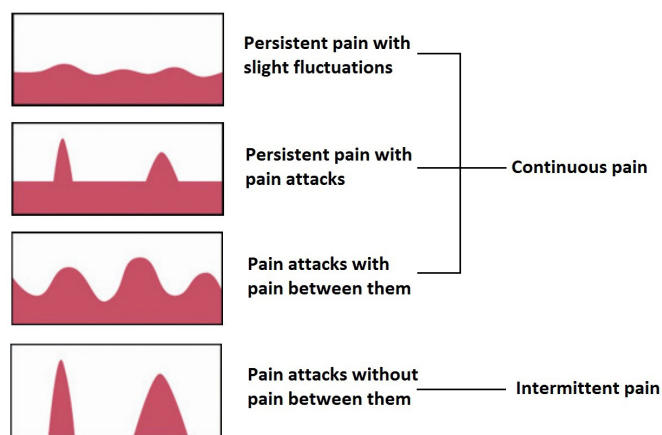 Persistent pain with
slight fluctuations
Persistent pain with
pain attacks
Continuous pain
Pain attacks with
pain between them
Pain attacks without
pain between them
Intermittent pain